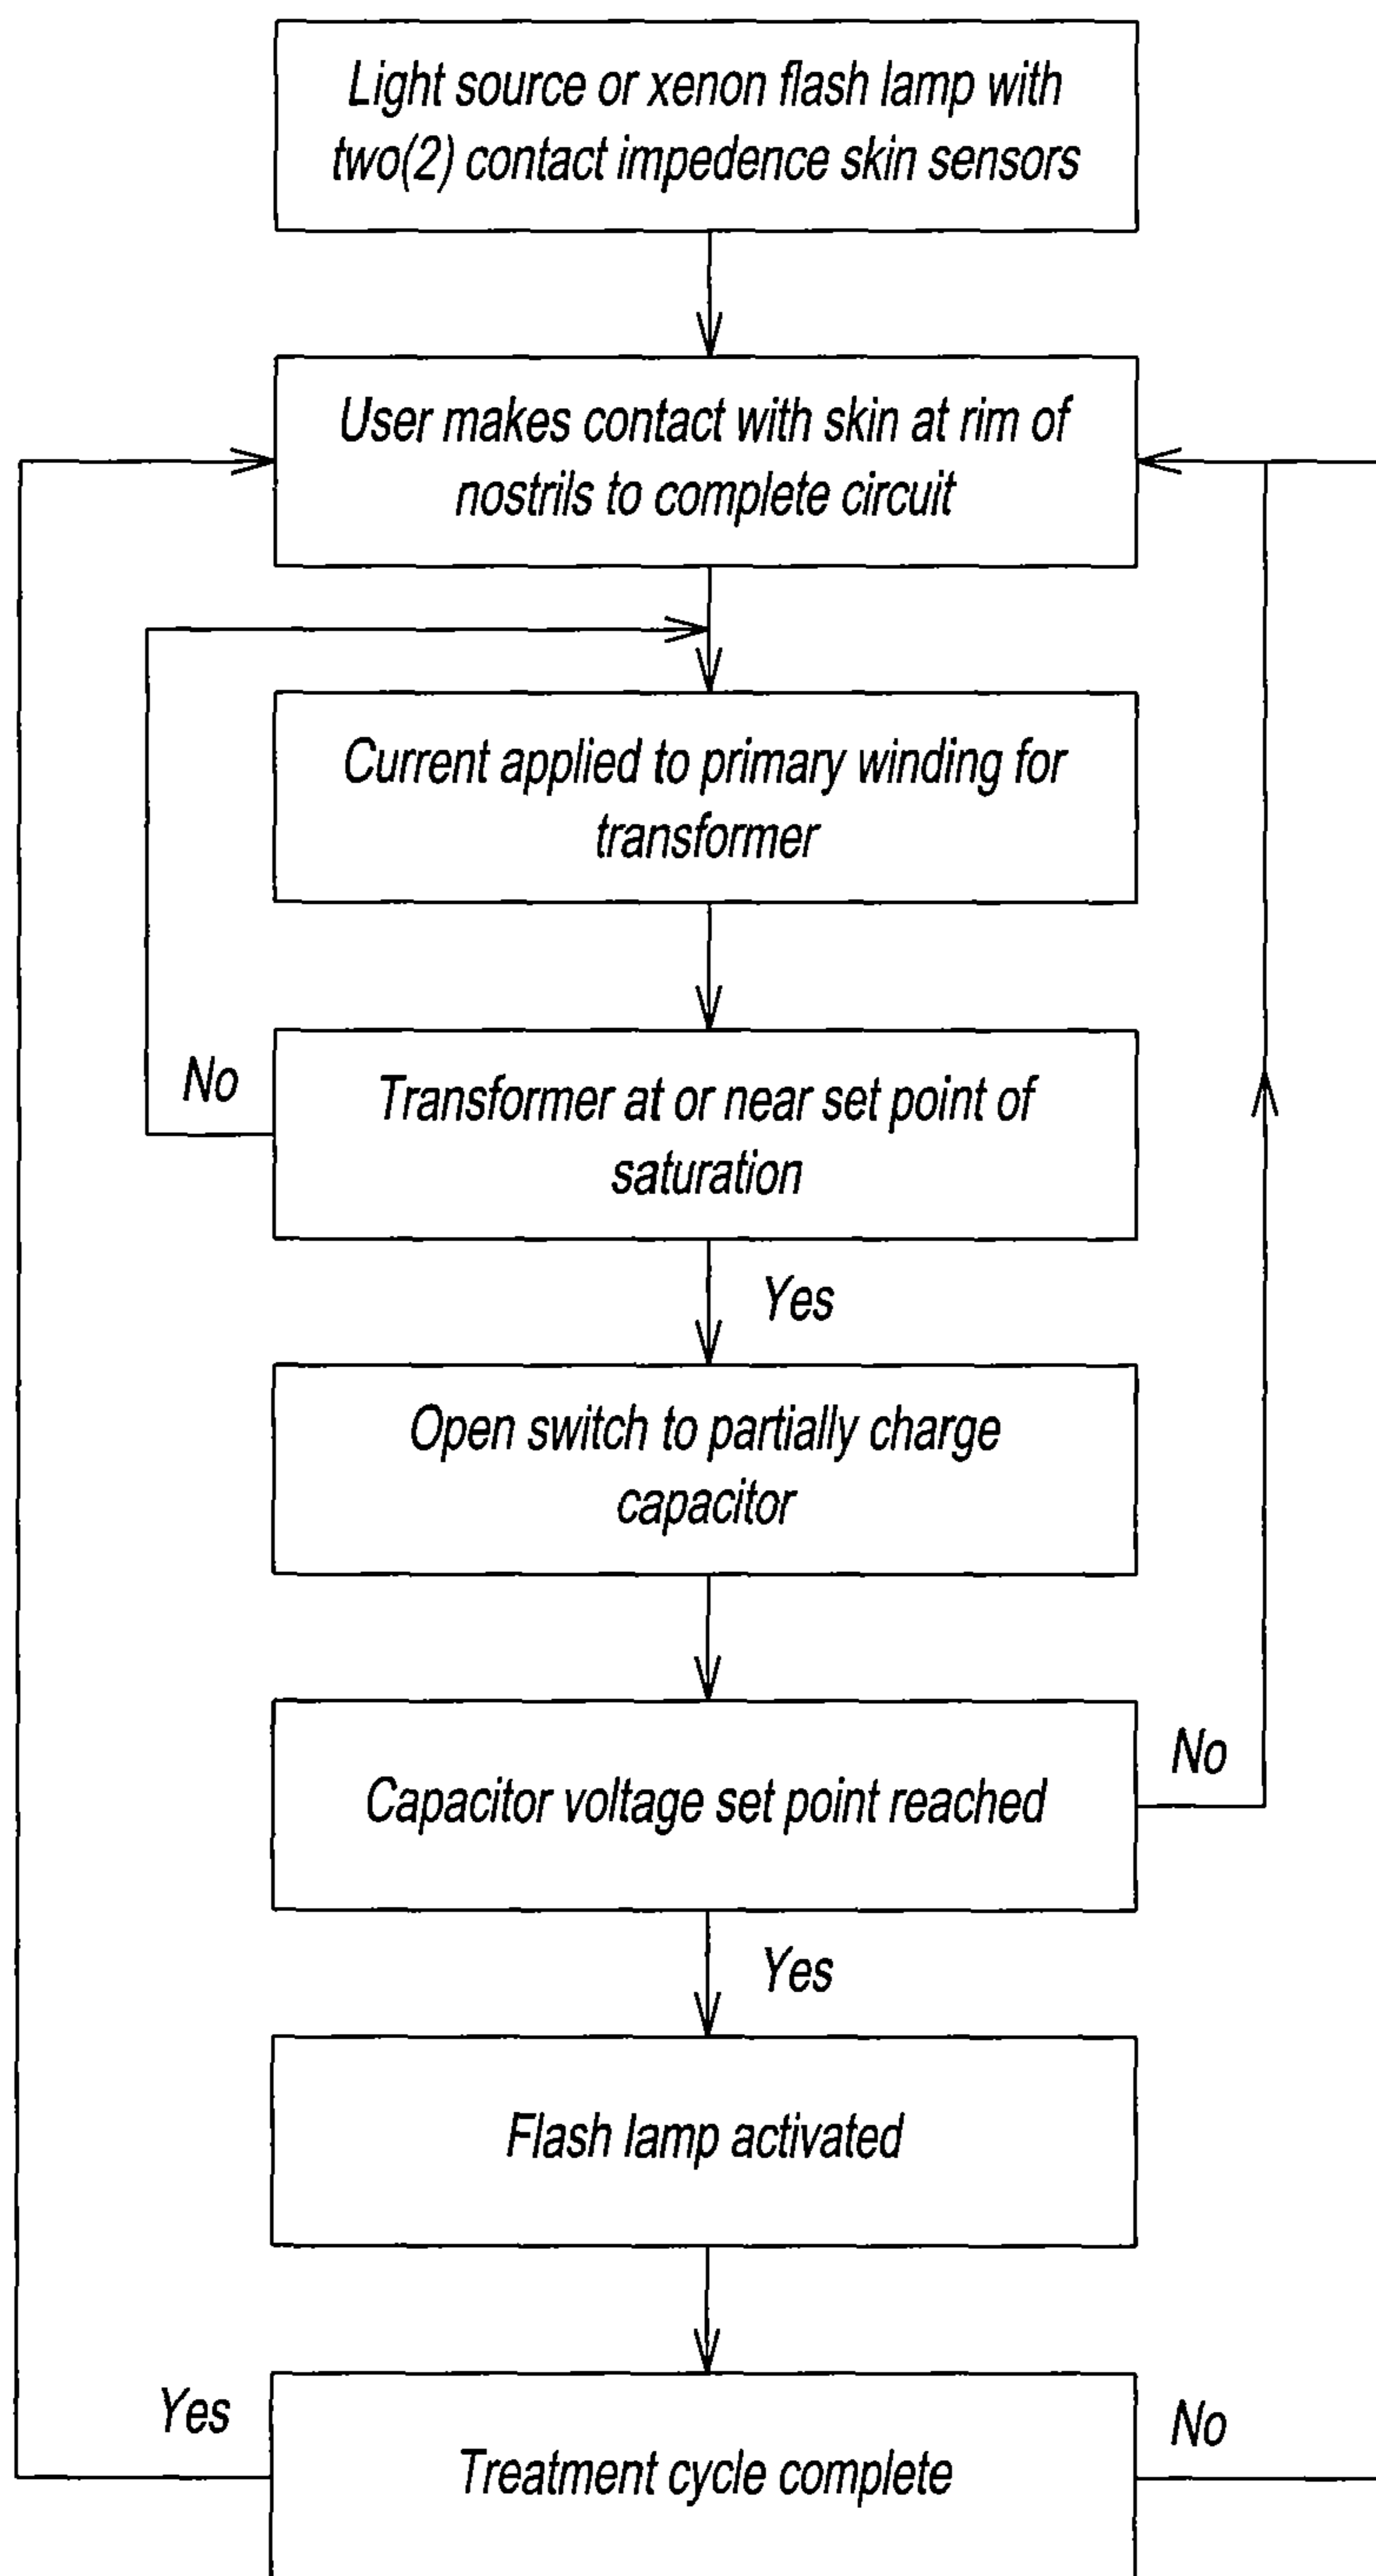 Light source or xenon flash lamp with
two(2) contact impedence skin sensors
User makes contact with skin at rim of
nostrils to complete circuit
Current applied to primary winding for
transformer
No
Transformer at or near set point of
saturation
Yes
Open switch to partially charge
capacitor
Capacitor voltage set point reached
No
Yes
Flash lamp activated
Yes
Treatment cycle complete
No